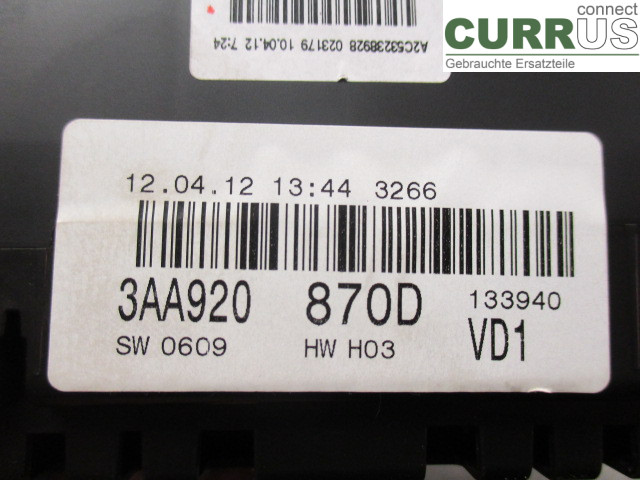 connect
CURRUS
Gebrauchte Ersatzteile
A2C53238928 023179 10.04.12 7:24
12.04.12 13:44 3266
3AA920 870D 133940
SW 0609 HW H03 VD1